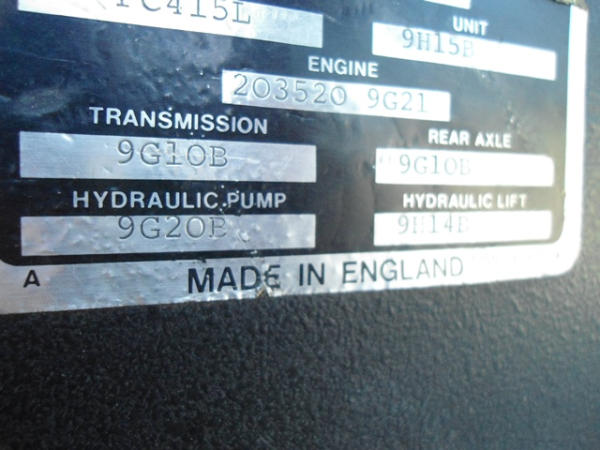 FC415L
UNIT
9H15B
ENGINE
203520 9G21
TRANSMISSION
9G10B
REAR AXLE
9G10B
HYDRAULIC PUMP
9G20B
HYDRAULIC LIFT
9H14B
A
MADE IN ENGLAND